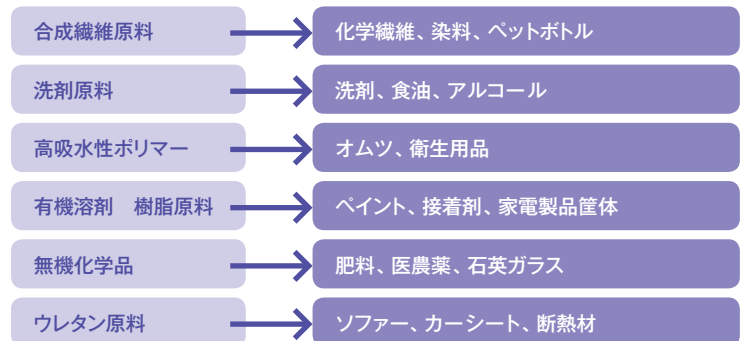 合成繊維原料 化学繊維、染料、ペットボトル
洗剤原料 洗剤、食油、アルコール
高吸水性ポリマー オムツ、衛生用品
有機溶剤　樹脂原料 ペイント、接着剤、家電製品筐体
無機化学品 肥料、医農薬、石英ガラス
ウレタン原料 ソファー、カーシート、断熱材